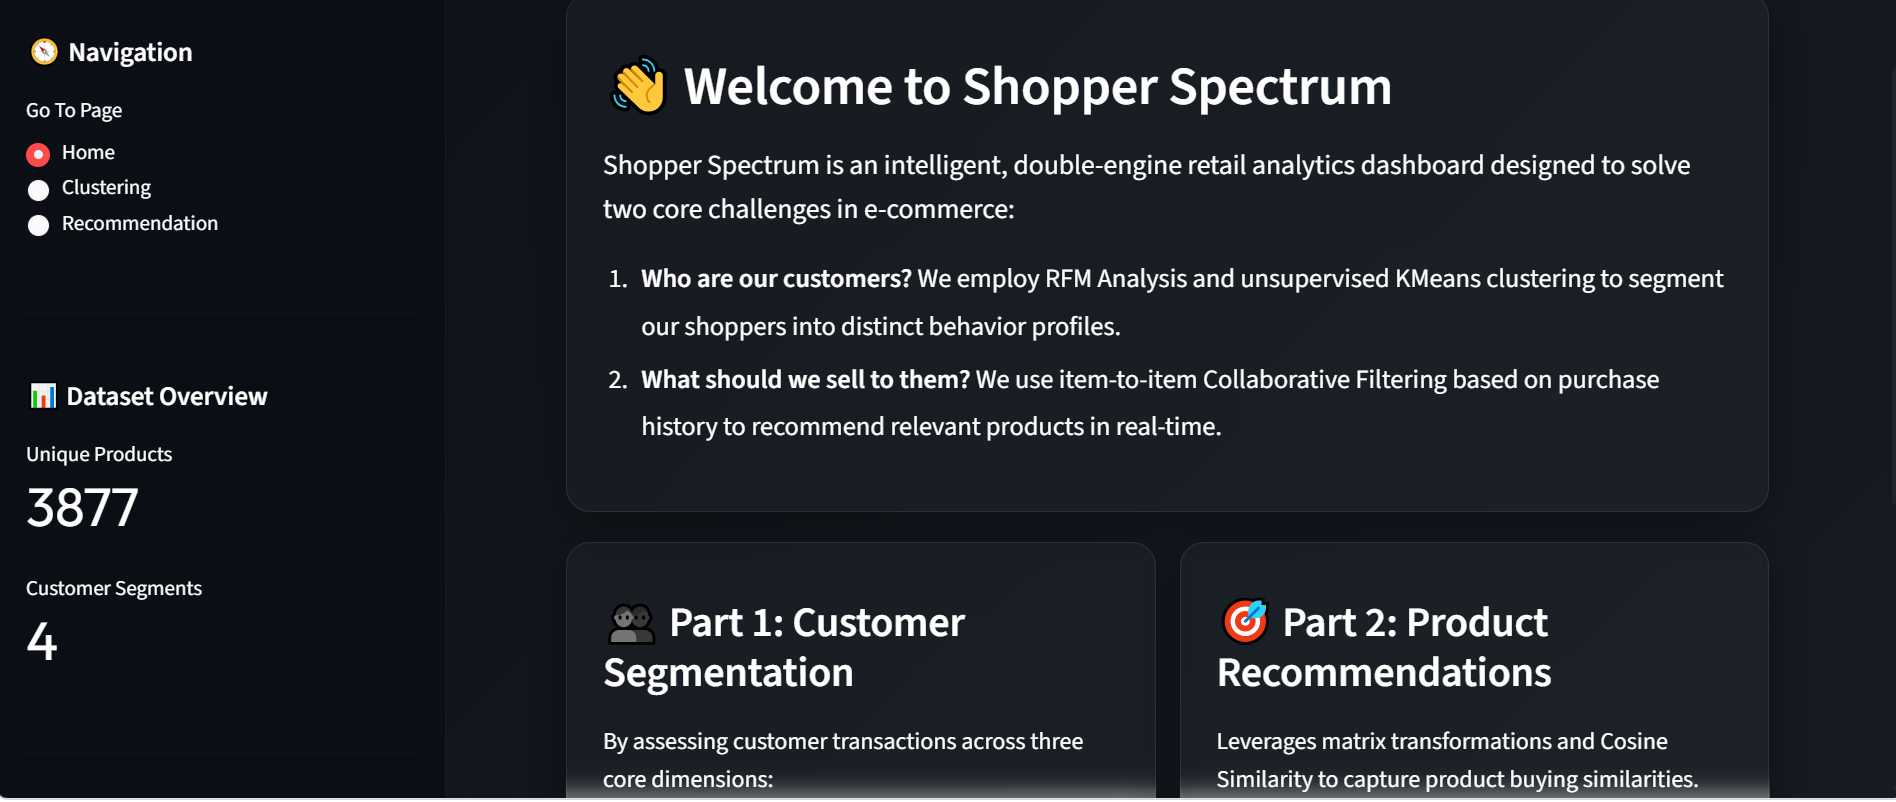 Navigation
Go To Page
Home
Clustering
Recommendation
Dataset Overview
Unique Products
3877
Customer Segments
4
Welcome to Shopper Spectrum
Shopper Spectrum is an intelligent, double-engine retail analytics dashboard designed to solve
two core challenges in e-commerce:
1. Who are our customers? We employ RFM Analysis and unsupervised KMeans clustering to segment
our shoppers into distinct behavior profiles.
2. What should we sell to them? We use item-to-item Collaborative Filtering based on purchase
history to recommend relevant products in real-time.
Part 1: Customer
Segmentation
By assessing customer transactions across three
core dimensions:
Part 2: Product
Recommendations
Leverages matrix transformations and Cosine
Similarity to capture product buying similarities.